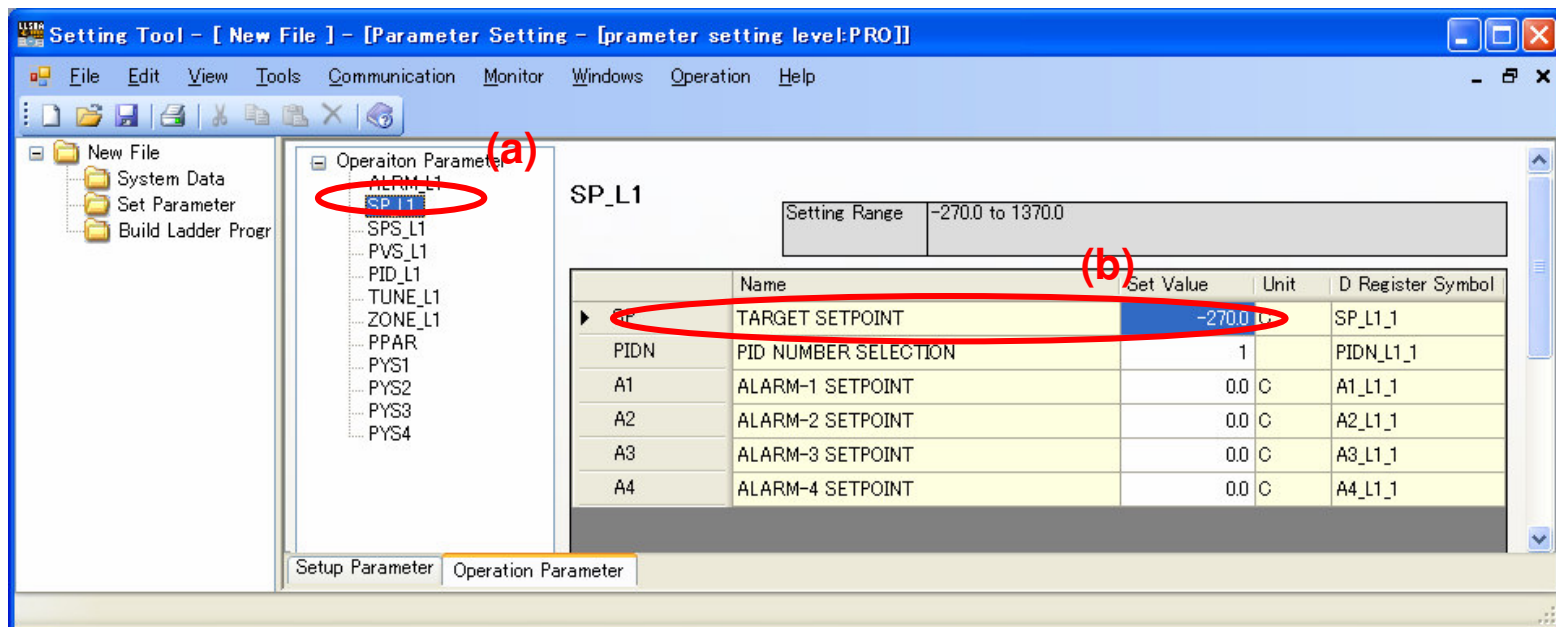 Setting Tool - [ New File ] - [Parameter Setting - [prameter setting level:PRO]]
File Edit View Tools Communication Monitor Windows Operation Help
New File
System Data
Set Parameter
Build Ladder Progr
(a)
Operaiton Parameter
ALRM_L1
SP_L1
SPS_L1
PVS_L1
PID_L1
TUNE_L1
ZONE_L1
PPAR
PYS1
PYS2
PYS3
PYS4
Setup Parameter Operation Parameter
SP_L1
Setting Range -270.0 to 1370.0
(b)
Name Set Value Unit D Register Symbol
SP TARGET SETPOINT -270.0 C SP_L1_1
PIDN PID NUMBER SELECTION 1 PIDN_L1_1
A1 ALARM-1 SETPOINT 0.0 C A1_L1_1
A2 ALARM-2 SETPOINT 0.0 C A2_L1_1
A3 ALARM-3 SETPOINT 0.0 C A3_L1_1
A4 ALARM-4 SETPOINT 0.0 C A4_L1_1